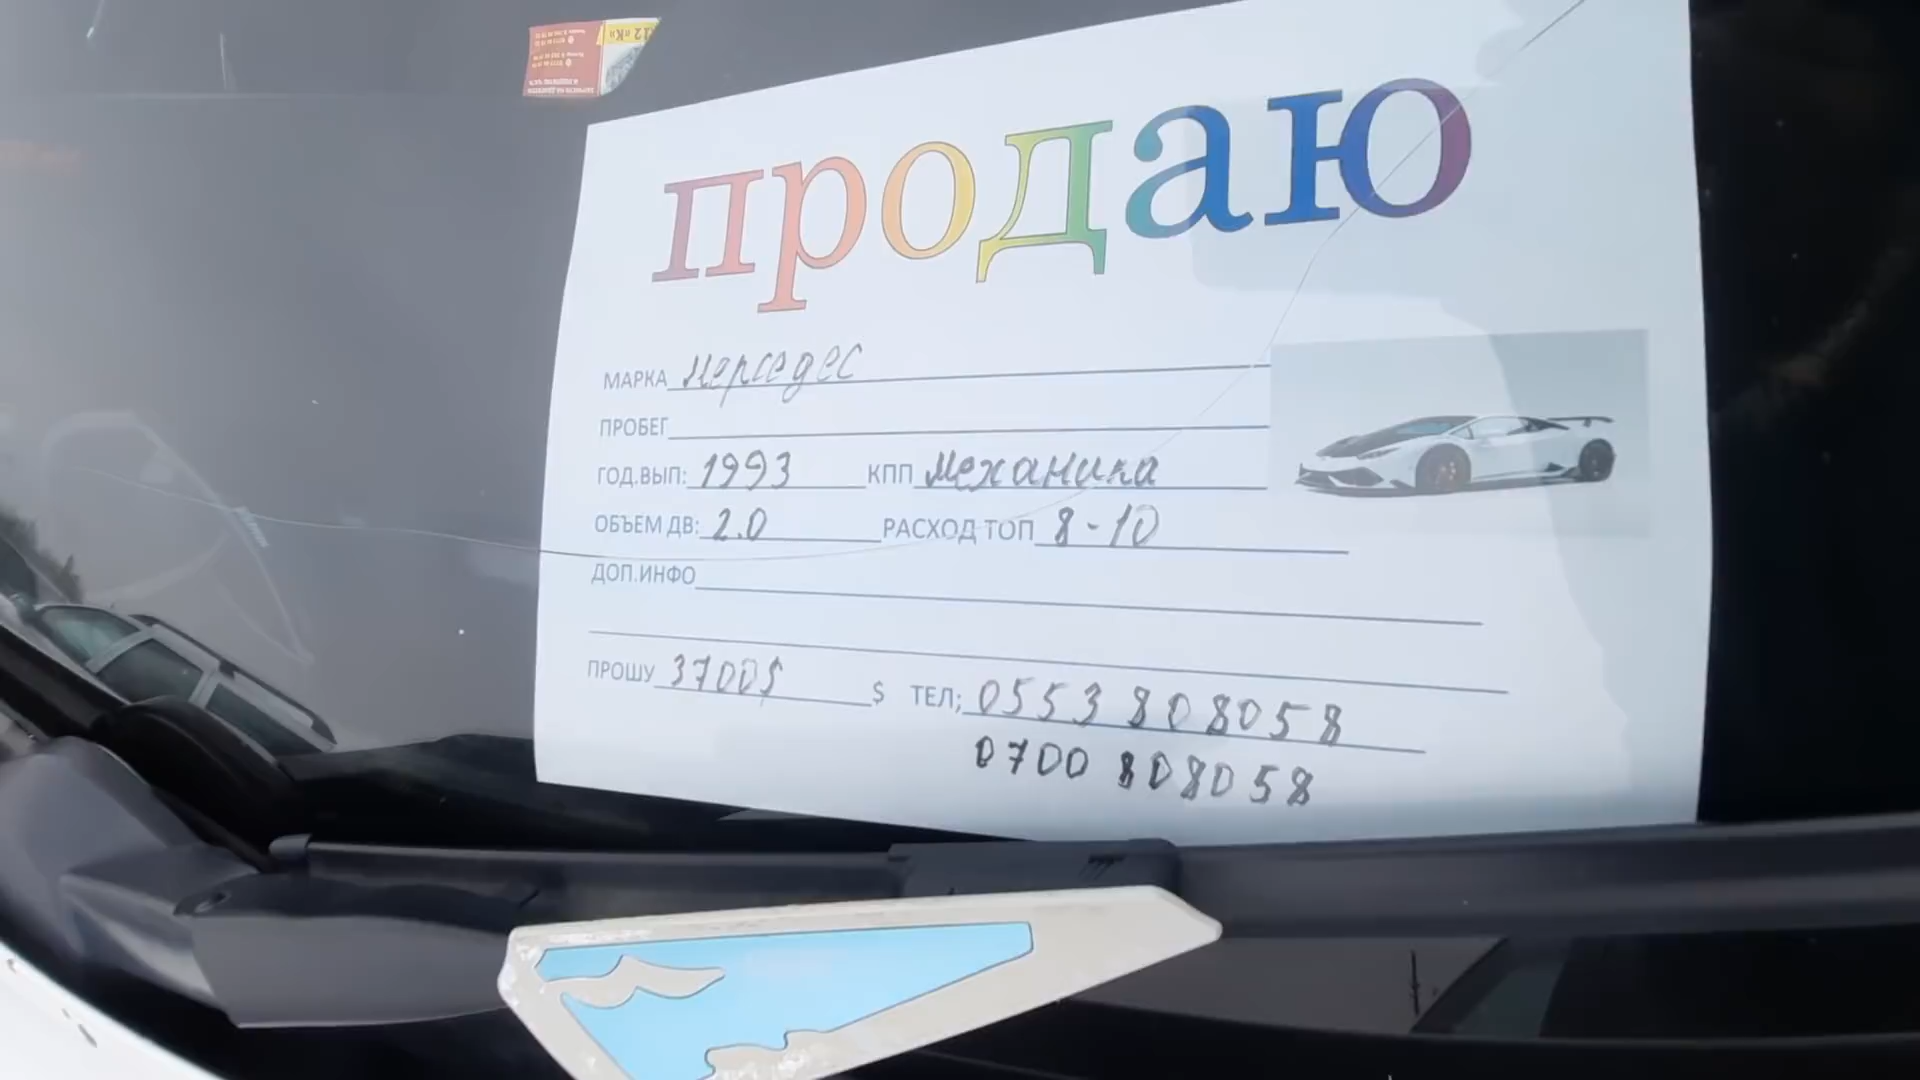 продаю
МАРКА Мерседес
ПРОБЕГ
ГОД.ВЫП: 1993 КПП Механика
ОБЪЕМ ДВ: 2.0 РАСХОД ТОП 8-10
ДОП.ИНФО
ПРОШУ 3700$ $ ТЕЛ; 0553 808058
0700 808058